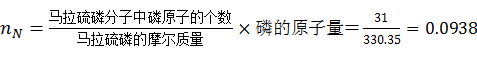 n_N = 马拉硫磷分子中磷原子的个数/马拉硫磷的摩尔质量 × 磷的原子量＝31/330.35 = 0.0938